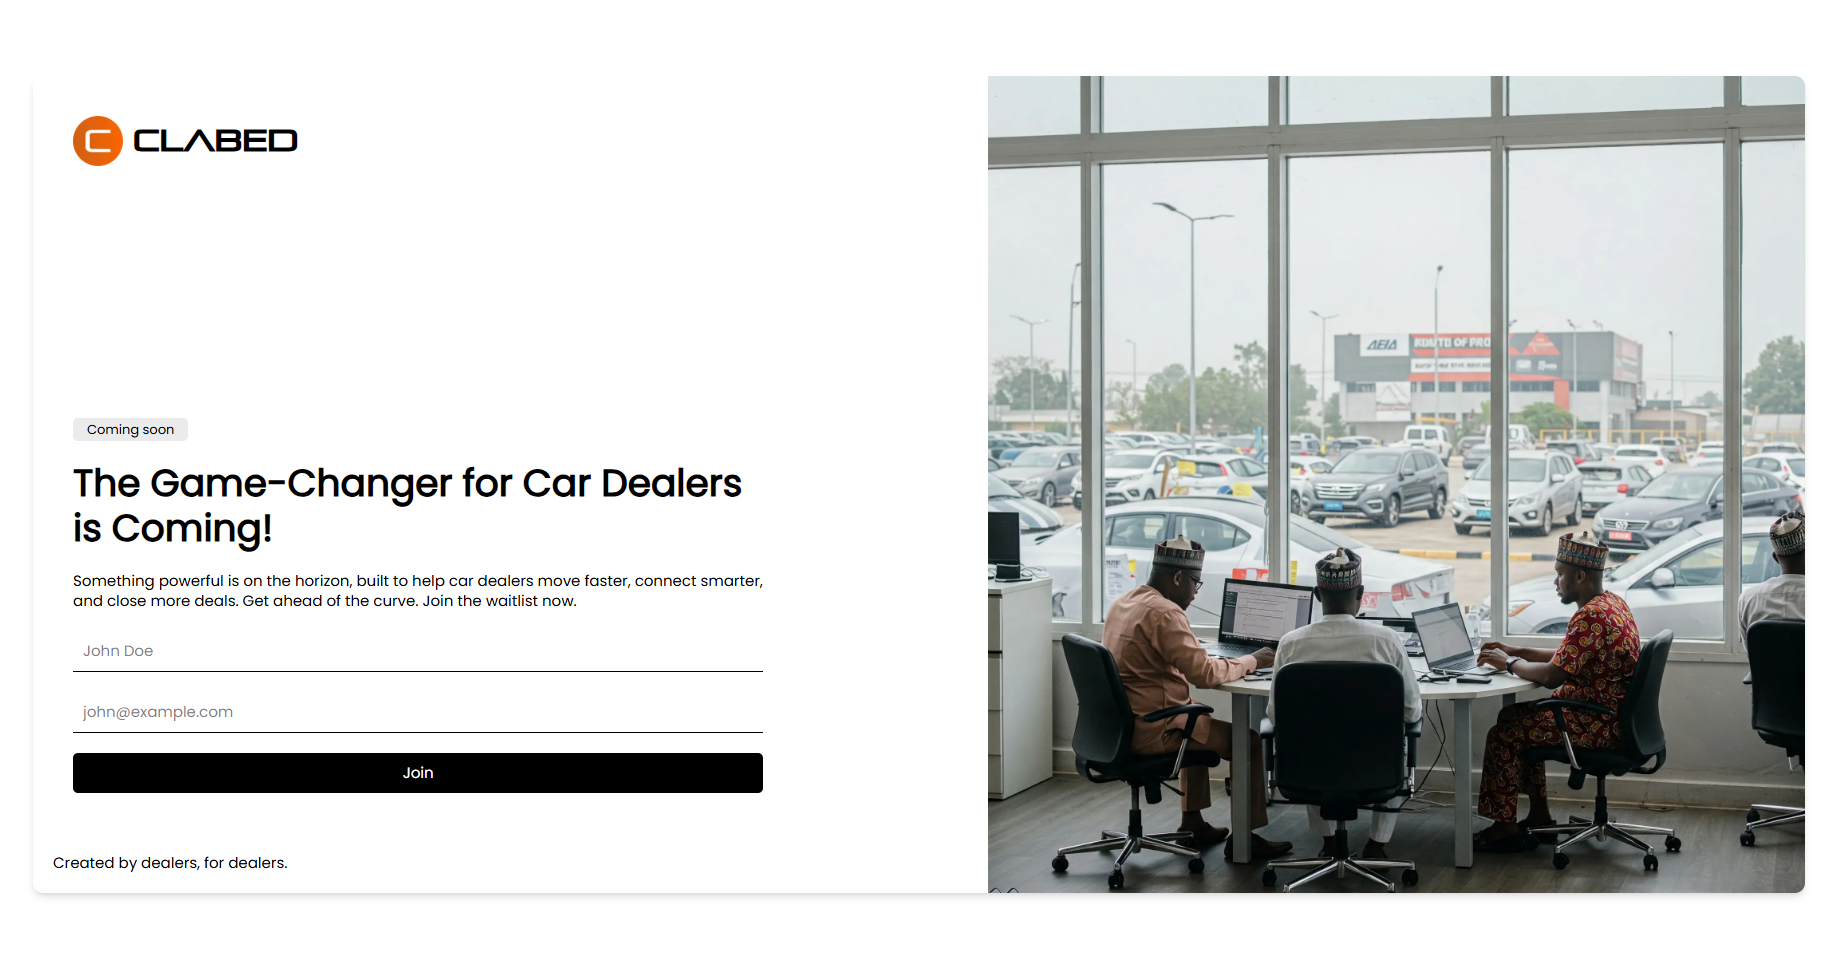 CLABED
Coming soon
The Game-Changer for Car Dealers
is Coming!
Something powerful is on the horizon, built to help car dealers move faster, connect smarter,
and close more deals. Get ahead of the curve. Join the waitlist now.
John Doe
john@example.com
Join
Created by dealers, for dealers.
AEIA